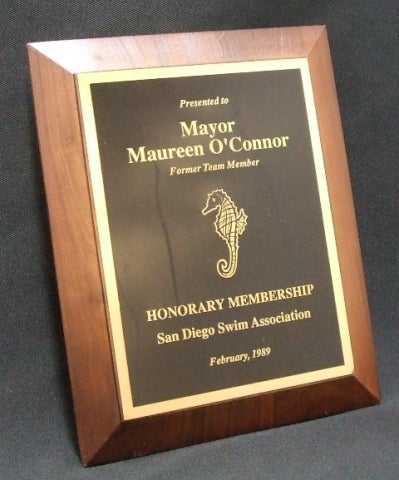 Presented to
Mayor
Maureen O'Connor
Former Team Member
HONORARY MEMBERSHIP
San Diego Swim Association
February, 1989